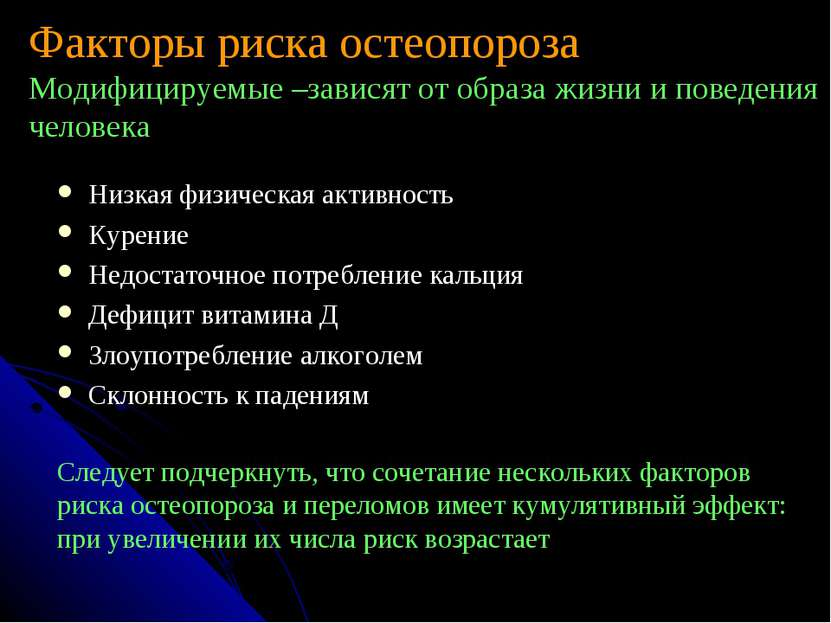 Факторы риска остеопороза
Модифицируемые –зависят от образа жизни и поведения
человека
Низкая физическая активность
Курение
Недостаточное потребление кальция
Дефицит витамина Д
Злоупотребление алкоголем
Склонность к падениям
Следует подчеркнуть, что сочетание нескольких факторов
риска остеопороза и переломов имеет кумулятивный эффект:
при увеличении их числа риск возрастает